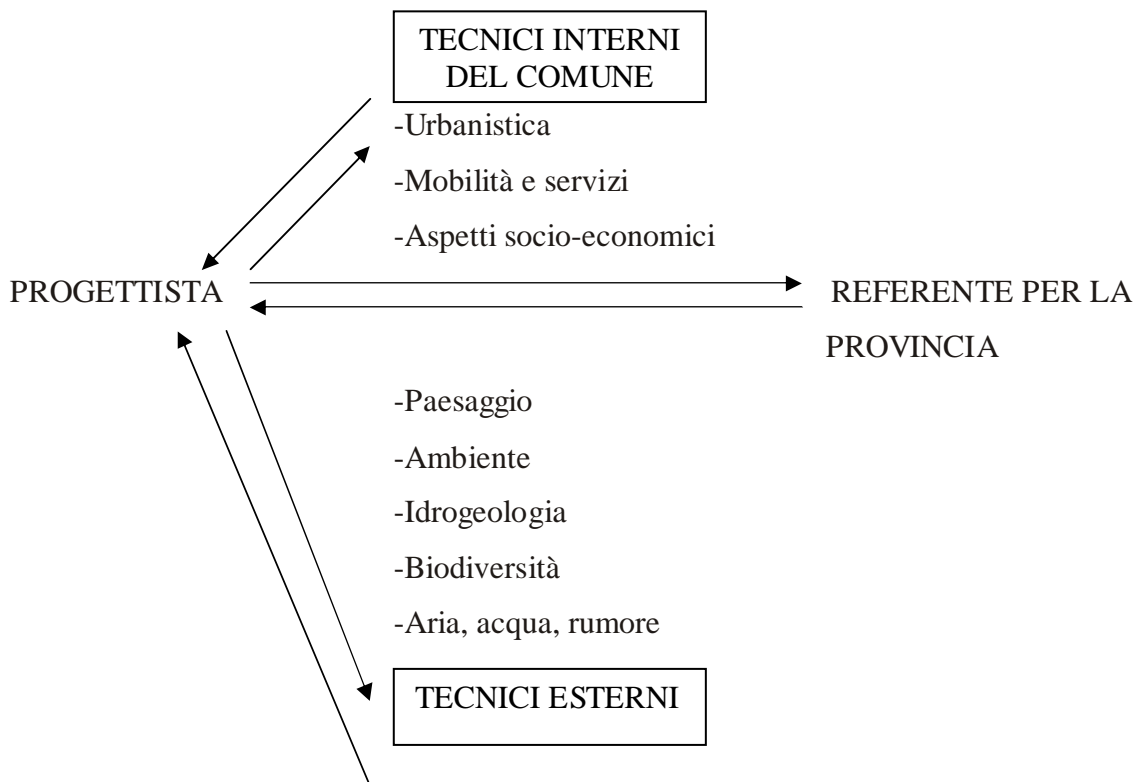 TECNICI INTERNI
DEL COMUNE
-Urbanistica
-Mobilità e servizi
-Aspetti socio-economici
PROGETTISTA
REFERENTE PER LA
PROVINCIA
-Paesaggio
-Ambiente
-Idrogeologia
-Biodiversità
-Aria, acqua, rumore
TECNICI ESTERNI